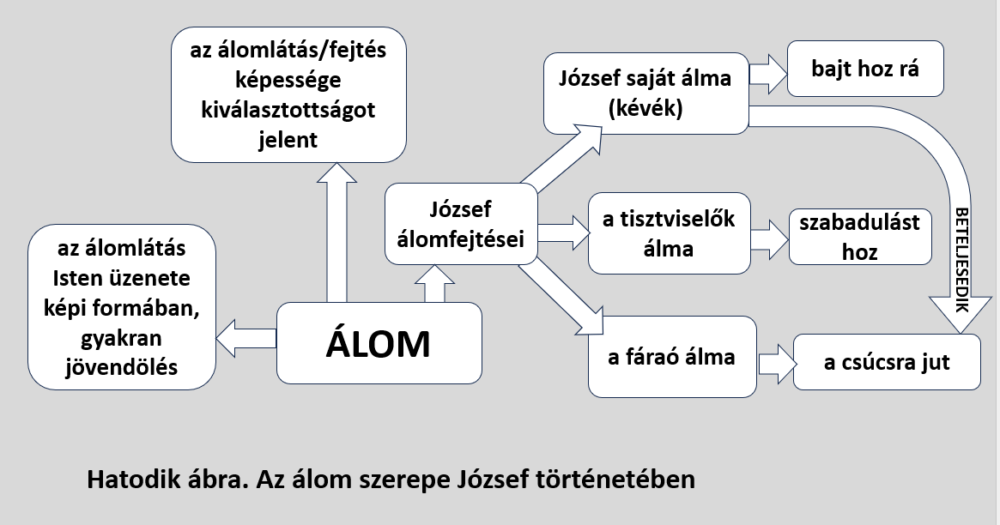 az álomlátás/fejtés
képessége
kiválasztottságot
jelent
az álomlátás
Isten üzenete
képi formában,
gyakran
jövendölés
ÁLOM
József
álomfejtései
József saját álma
(kévék)
bajt hoz rá
a tisztviselők
álma
szabadulást
hoz
BETELJESEDIK
a fáraó álma
a csúcsra jut
Hatodik ábra. Az álom szerepe József történetében